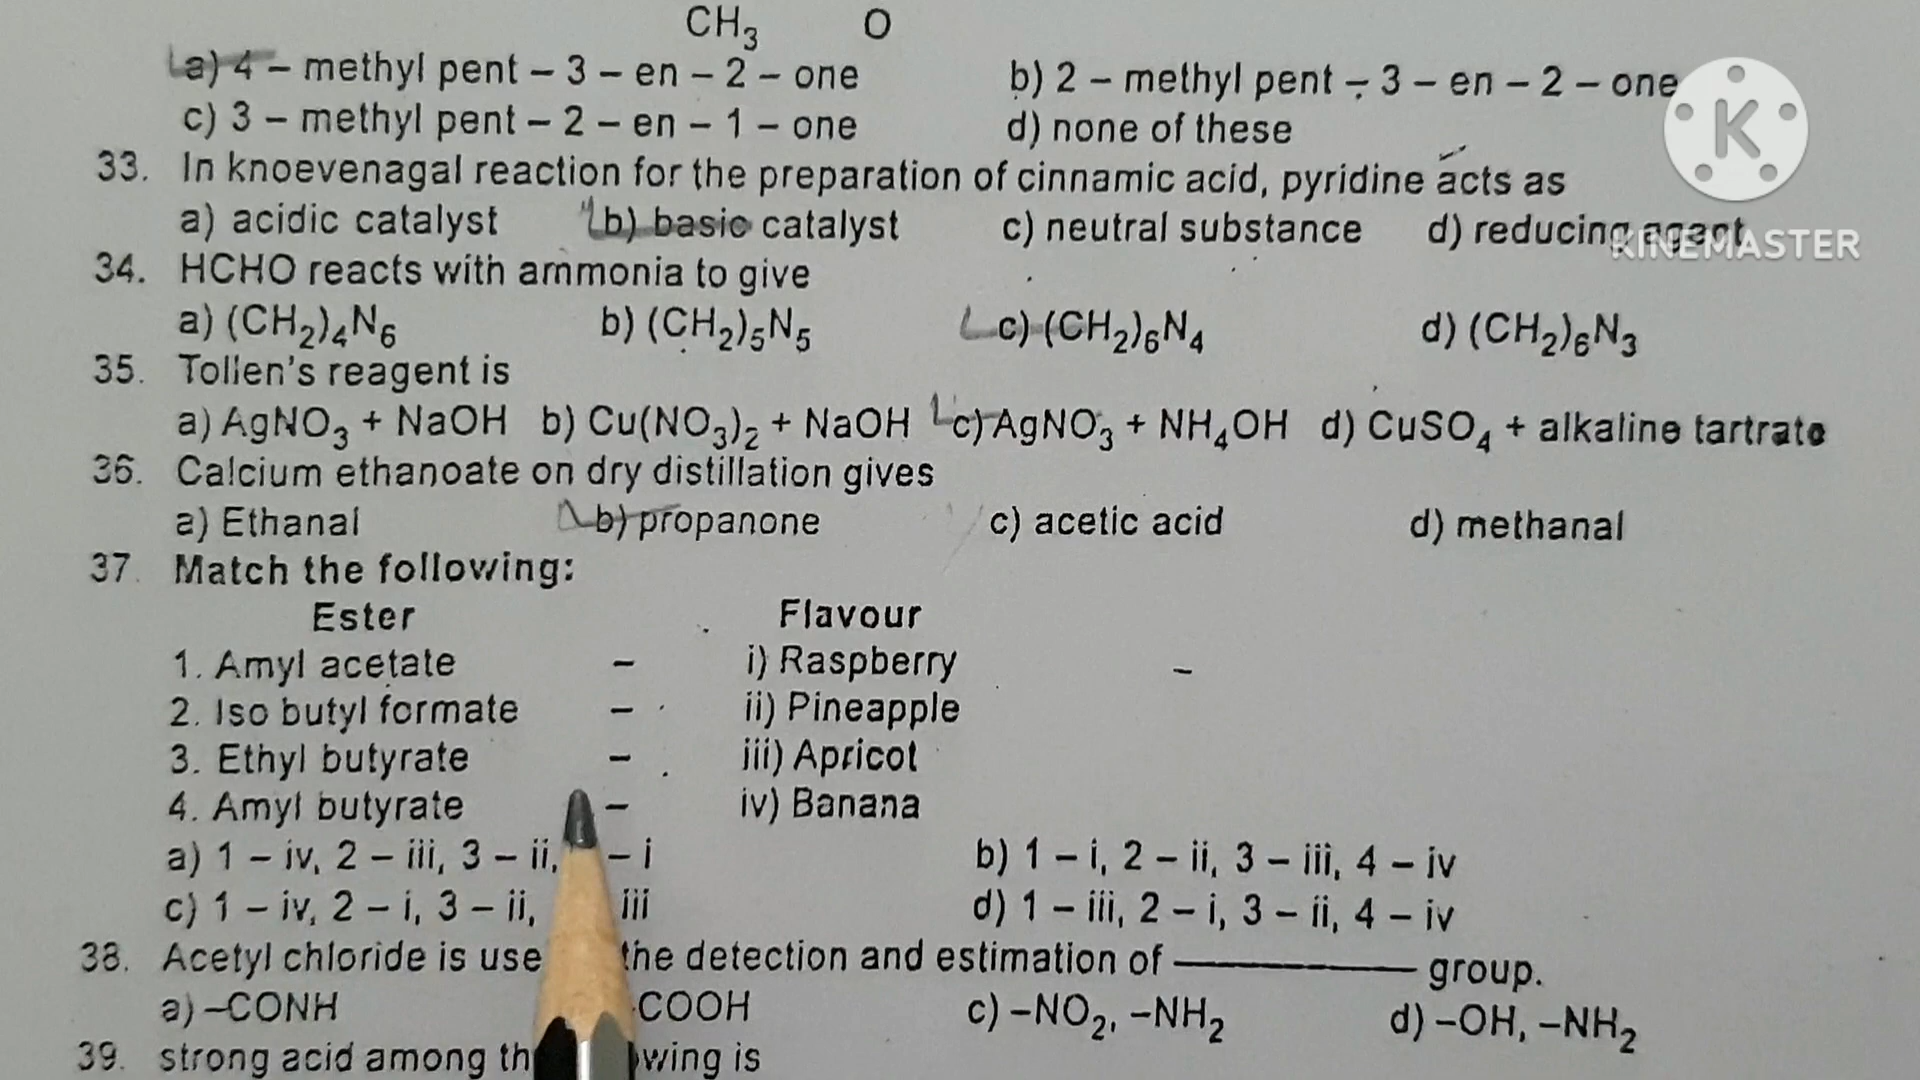 CH₃ O
a) 4 – methyl pent – 3 – en – 2 – one b) 2 – methyl pent – 3 – en – 2 – one
c) 3 – methyl pent – 2 – en – 1 – one d) none of these
33. In knoevenagal reaction for the preparation of cinnamic acid, pyridine acts as
a) acidic catalyst b) basic catalyst c) neutral substance d) reducing agent
K
KINEMASTER
34. HCHO reacts with ammonia to give
a) (CH₂)₄N₆ b) (CH₂)₅N₅ c) (CH₂)₆N₄ d) (CH₂)₆N₃
35. Tollen's reagent is
a) AgNO₃ + NaOH b) Cu(NO₃)₂ + NaOH c) AgNO₃ + NH₄OH d) CuSO₄ + alkaline tartrate
36. Calcium ethanoate on dry distillation gives
a) Ethanal b) propanone c) acetic acid d) methanal
37. Match the following:
Ester Flavour
1. Amyl acetate – i) Raspberry –
2. Iso butyl formate – ii) Pineapple
3. Ethyl butyrate – iii) Apricot
4. Amyl butyrate – iv) Banana
a) 1 – iv, 2 – iii, 3 – ii, – i b) 1 – i, 2 – ii, 3 – iii, 4 – iv
c) 1 – iv, 2 – i, 3 – ii, iii d) 1 – iii, 2 – i, 3 – ii, 4 – iv
38. Acetyl chloride is use the detection and estimation of ———— group.
a) –CONH COOH c) –NO₂, –NH₂ d) –OH, –NH₂
39. strong acid among th wing is